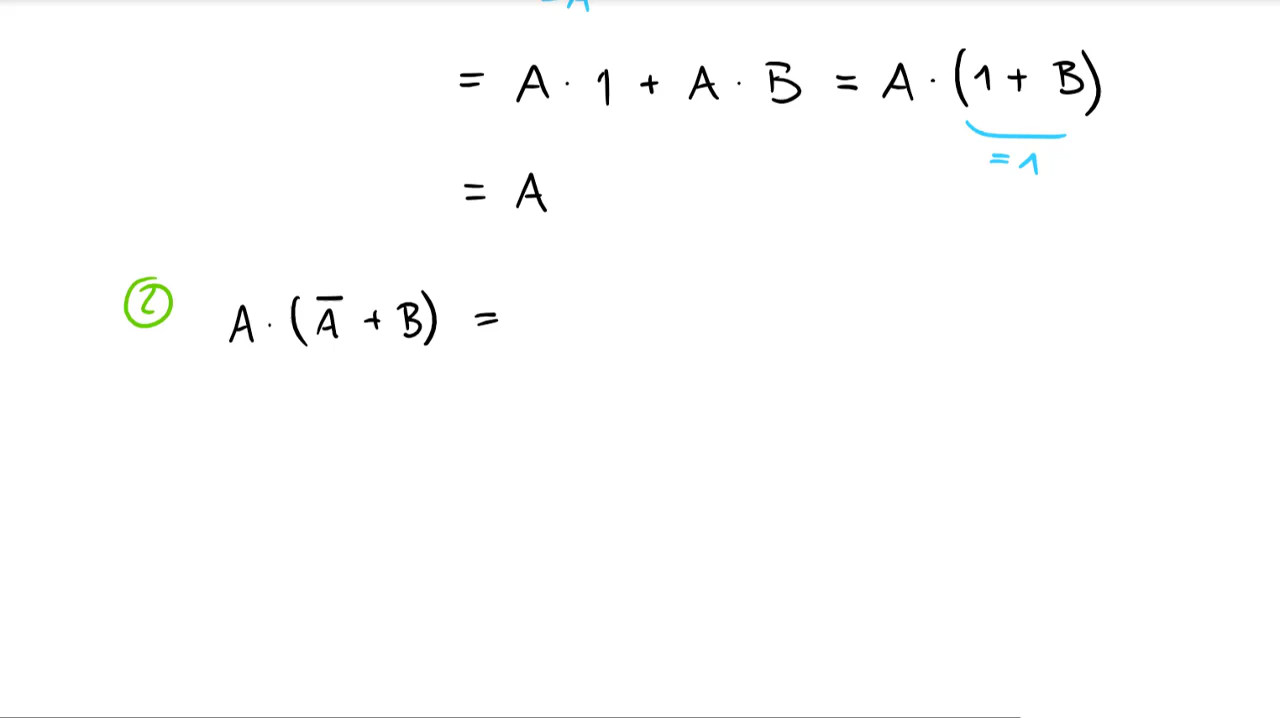 = A
= A · 1 + A · B = A · (1 + B)
= 1
= A
② A · (A̅ + B) =